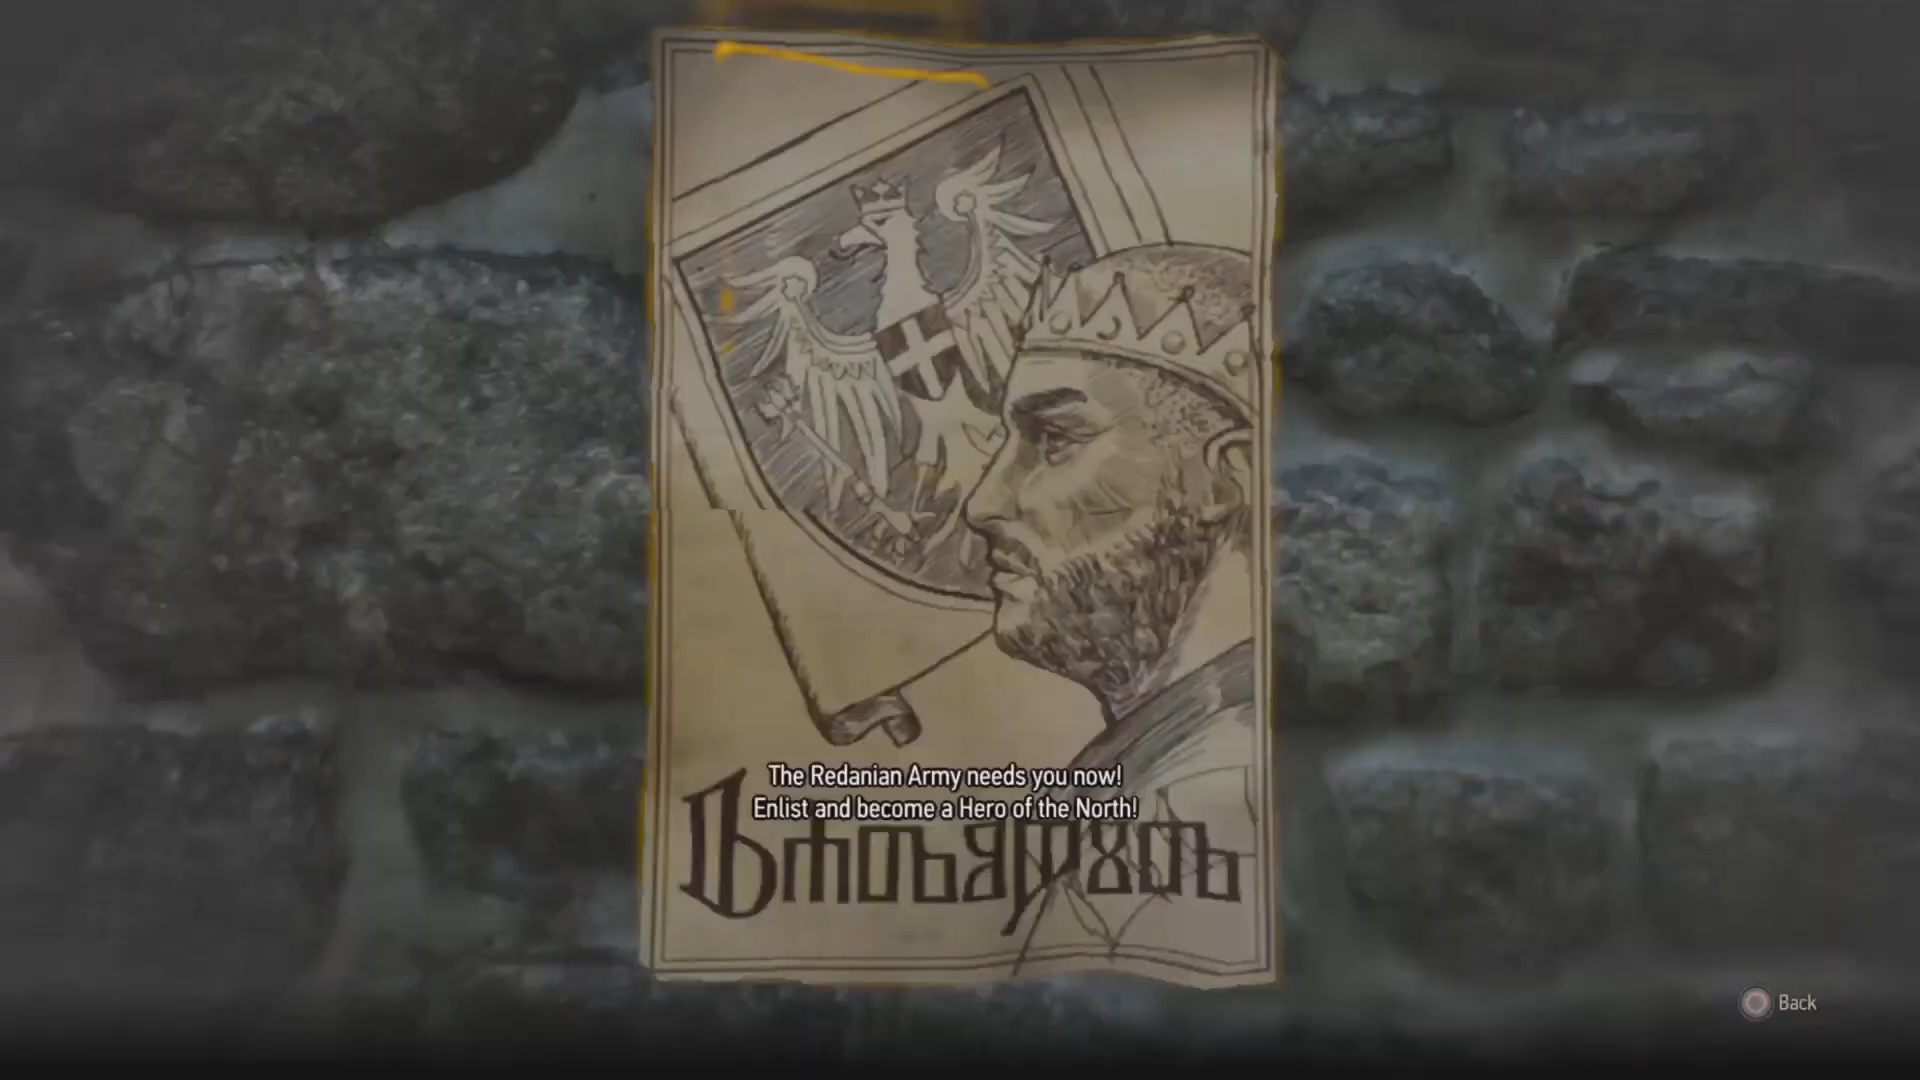 The Redanian Army needs you now!
Enlist and become a Hero of the North!
Back